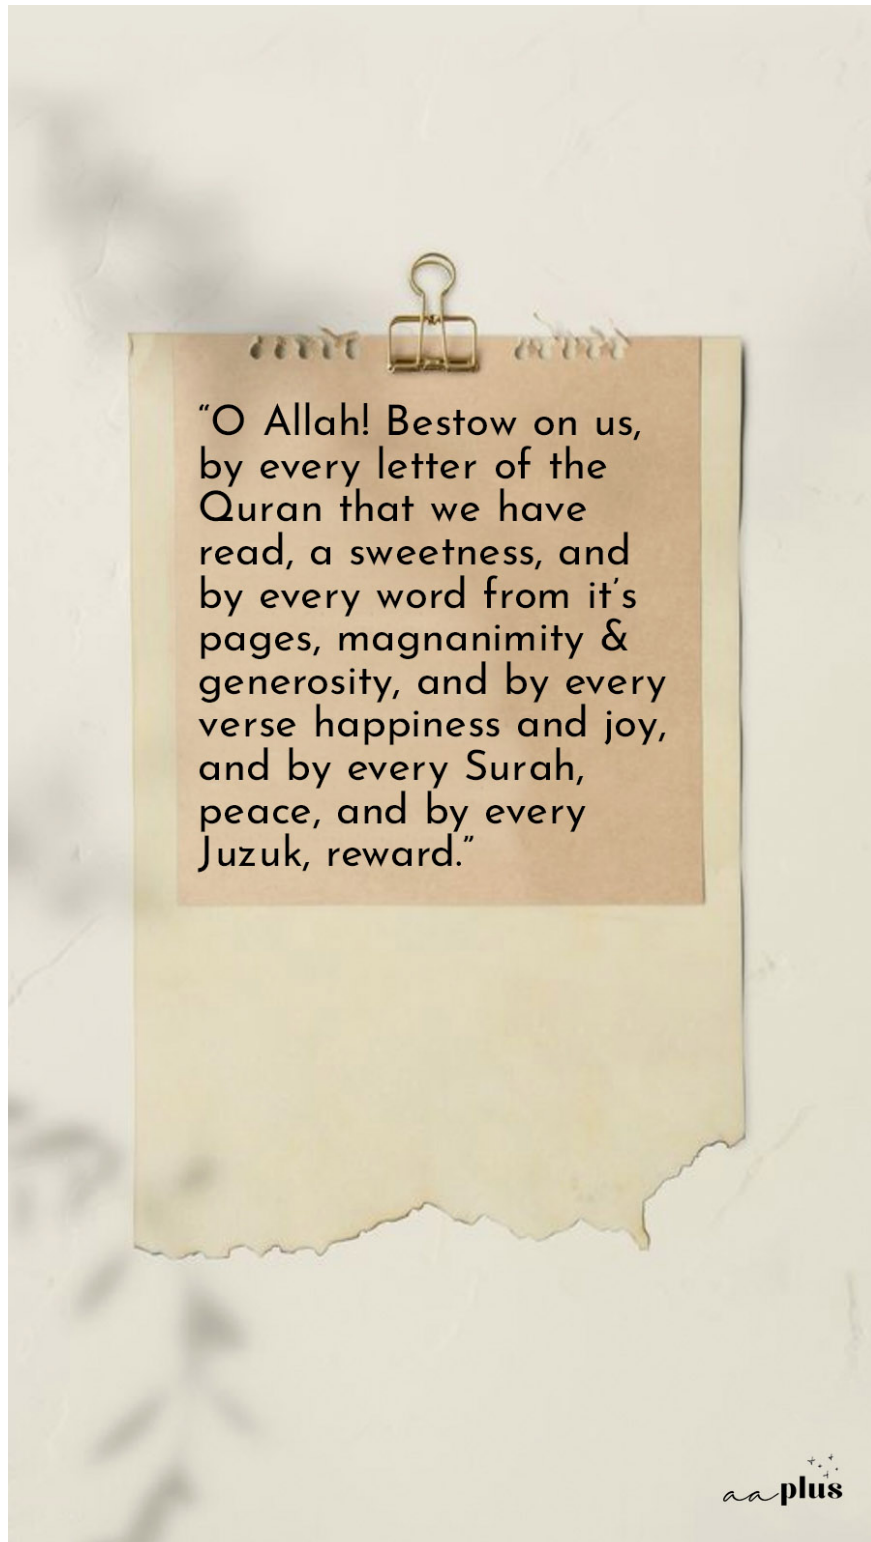 “O Allah! Bestow on us,
by every letter of the
Quran that we have
read, a sweetness, and
by every word from it’s
pages, magnanimity &
generosity, and by every
verse happiness and joy,
and by every Surah,
peace, and by every
Juzuk, reward.”
aaplus